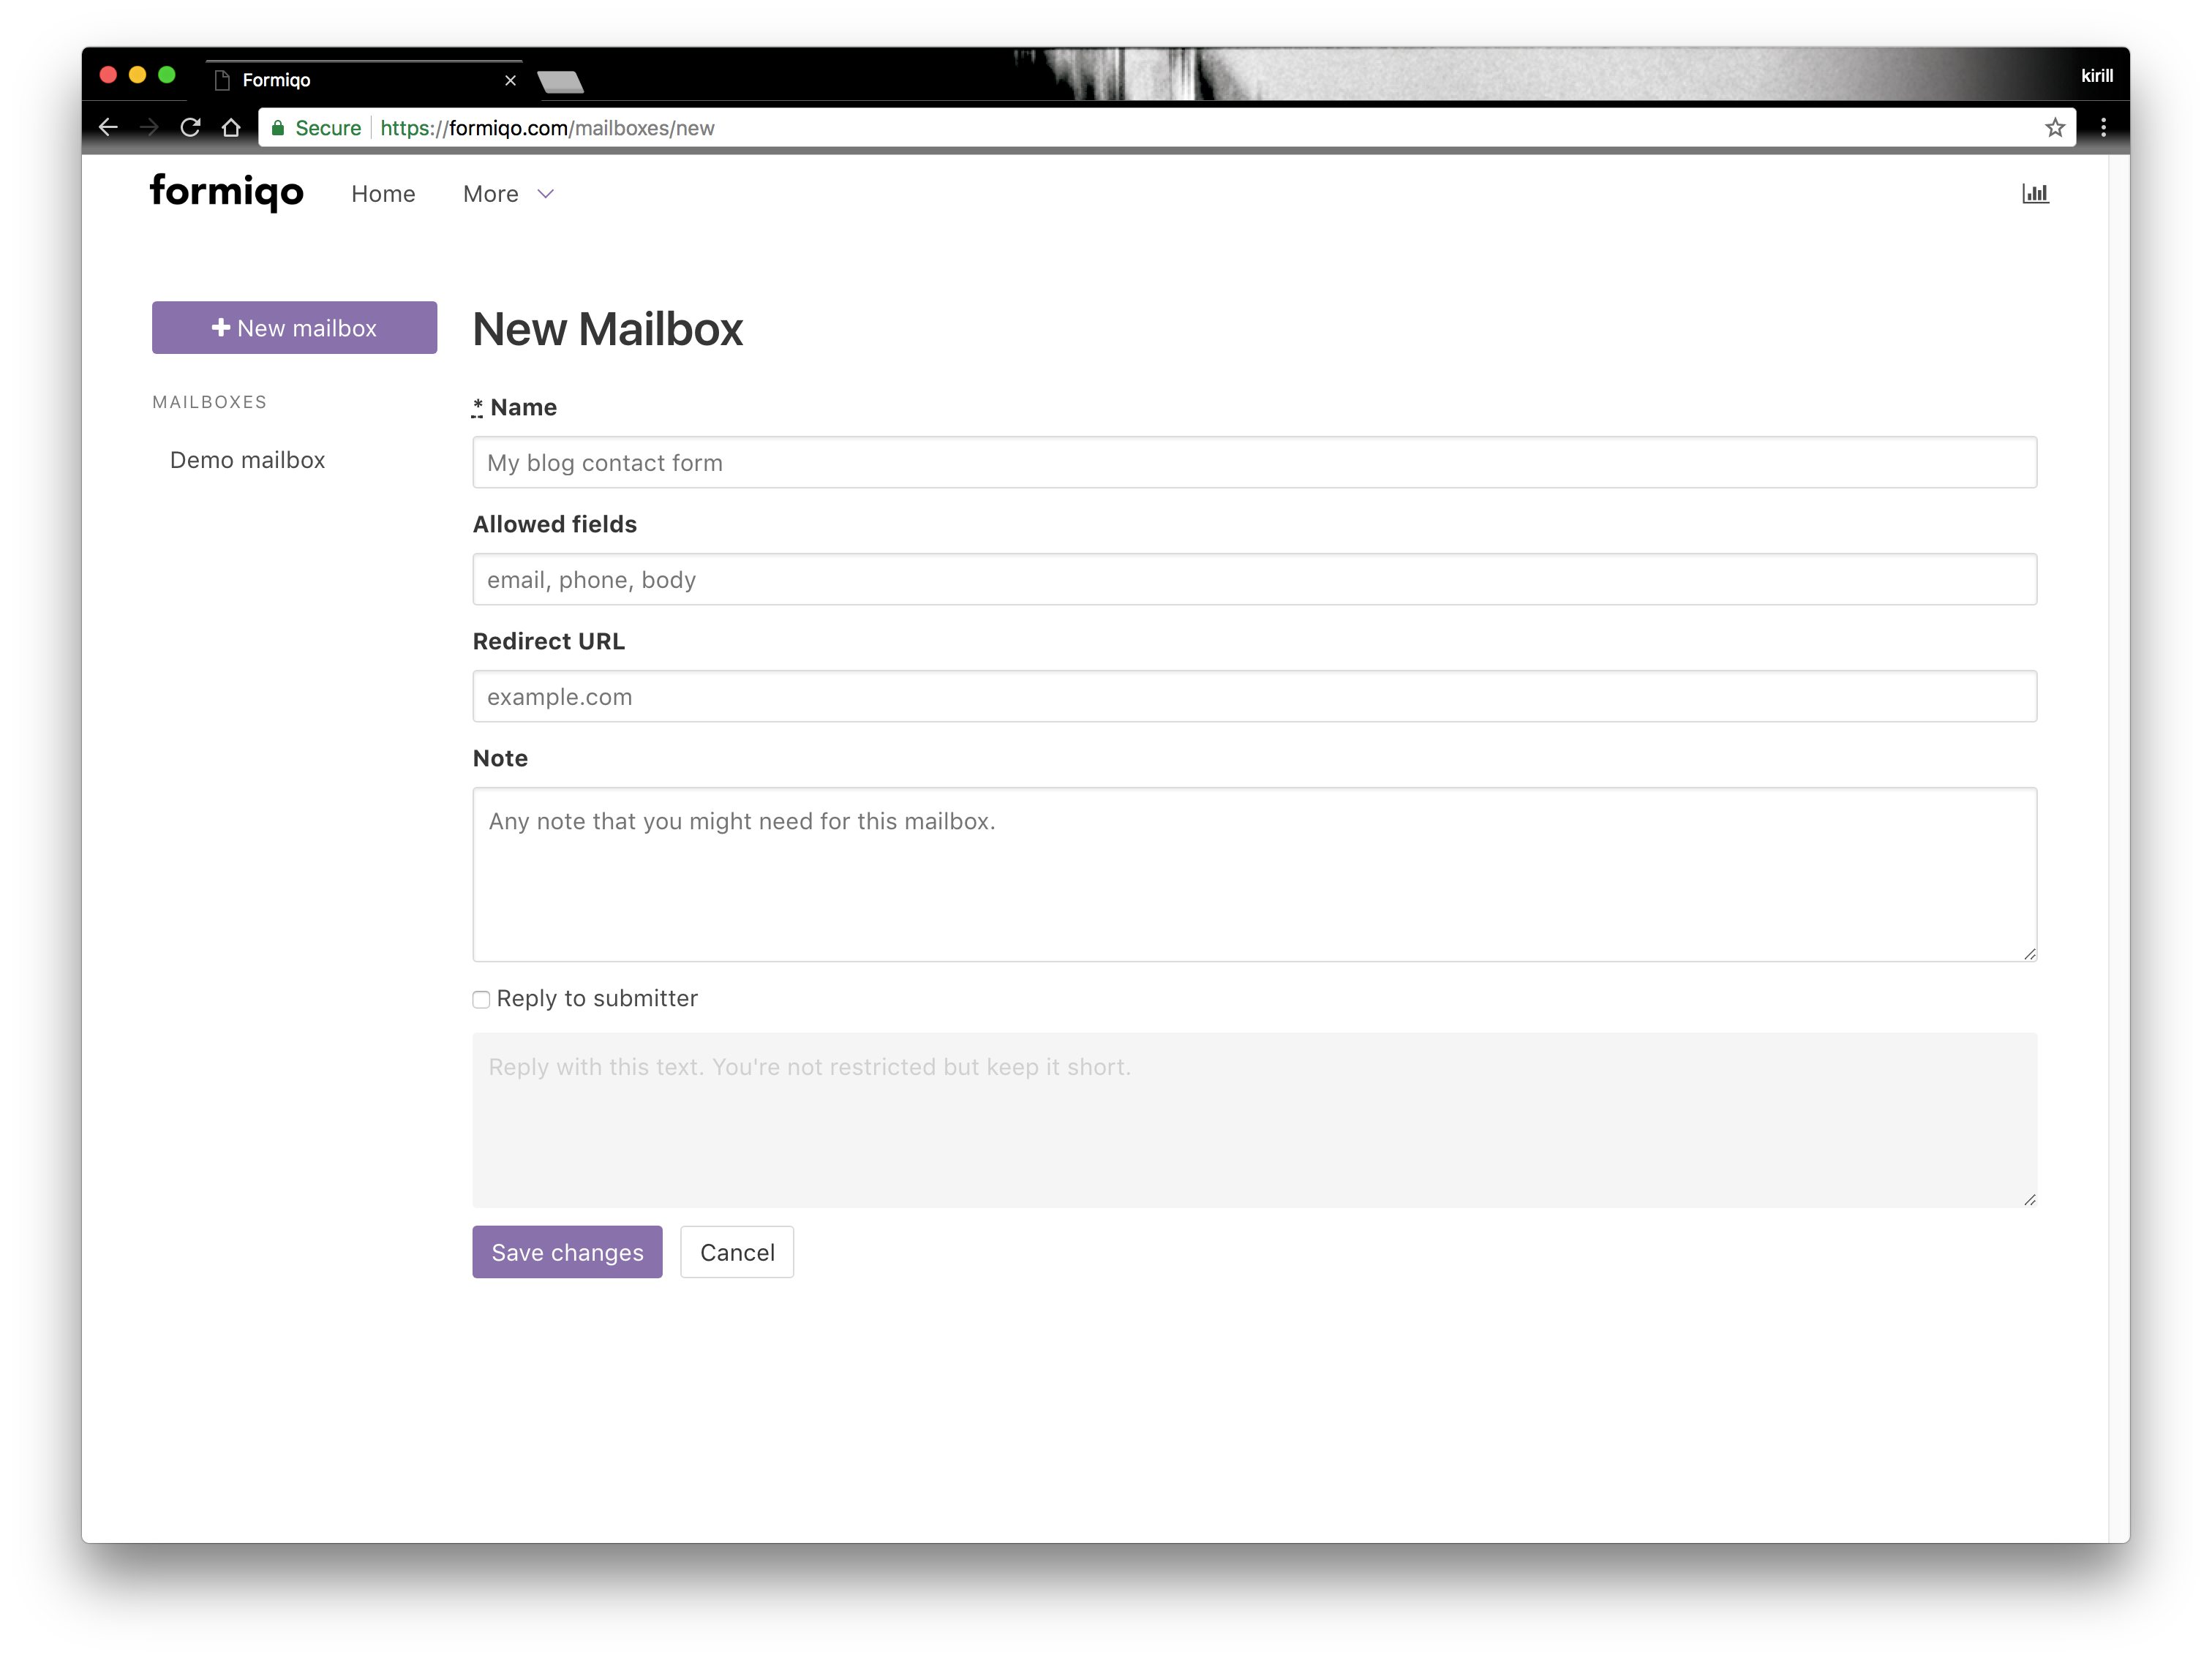 Formiqo
kirill
Secure https://formiqo.com/mailboxes/new
formiqo Home More
New mailbox
MAILBOXES
Demo mailbox
New Mailbox
* Name
My blog contact form
Allowed fields
email, phone, body
Redirect URL
example.com
Note
Any note that you might need for this mailbox.
Reply to submitter
Reply with this text. You're not restricted but keep it short.
Save changes Cancel